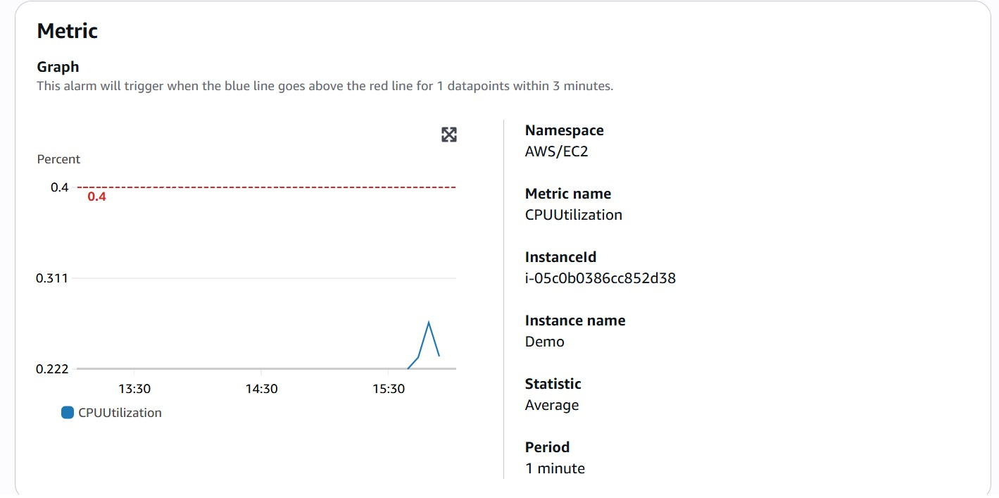 Metric
Graph
This alarm will trigger when the blue line goes above the red line for 1 datapoints within 3 minutes.
Percent
0.4
0.4
0.311
0.222
13:30 14:30 15:30
CPUUtilization
Namespace
AWS/EC2
Metric name
CPUUtilization
InstanceId
i-05c0b0386cc852d38
Instance name
Demo
Statistic
Average
Period
1 minute